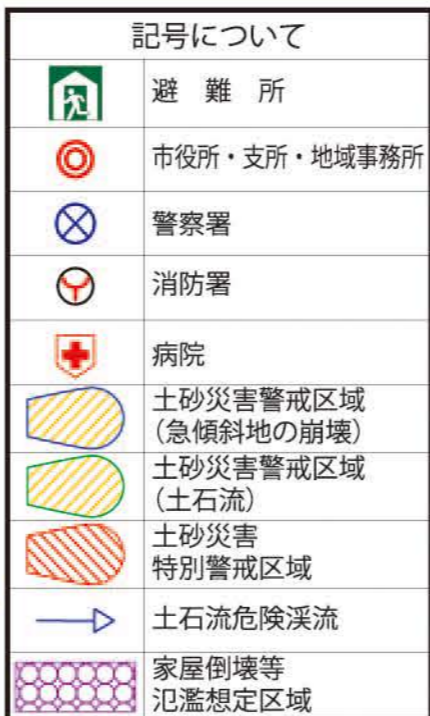 記号について
避 難 所
市役所・支所・地域事務所
警察署
消防署
病院
土砂災害警戒区域
(急傾斜地の崩壊)
土砂災害警戒区域
(土石流)
土砂災害
特別警戒区域
土石流危険渓流
家屋倒壊等
氾濫想定区域